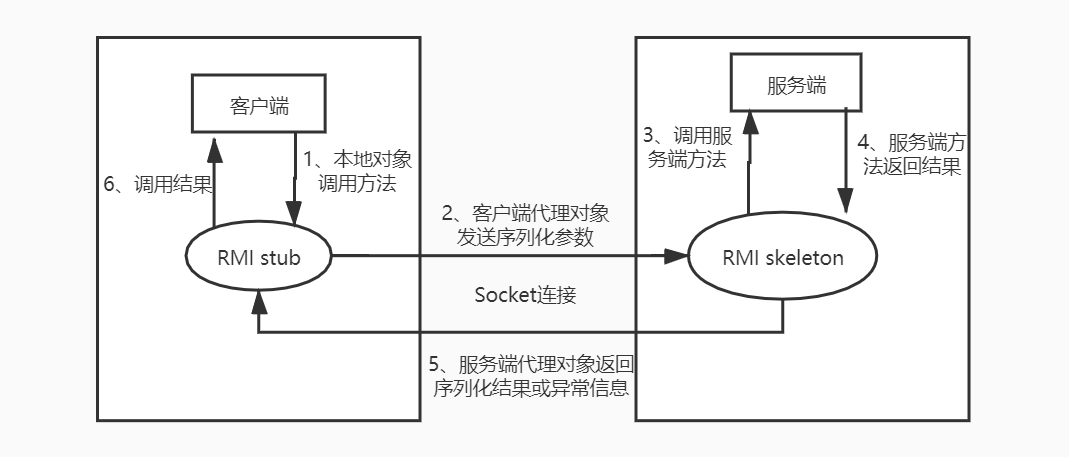 客户端
服务端
1、本地对象
调用方法
6、调用结果
3、调用服
务端方法
4、服务端方
法返回结果
2、客户端代理对象
发送序列化参数
RMI stub
RMI skeleton
Socket连接
5、服务端代理对象返回
序列化结果或异常信息